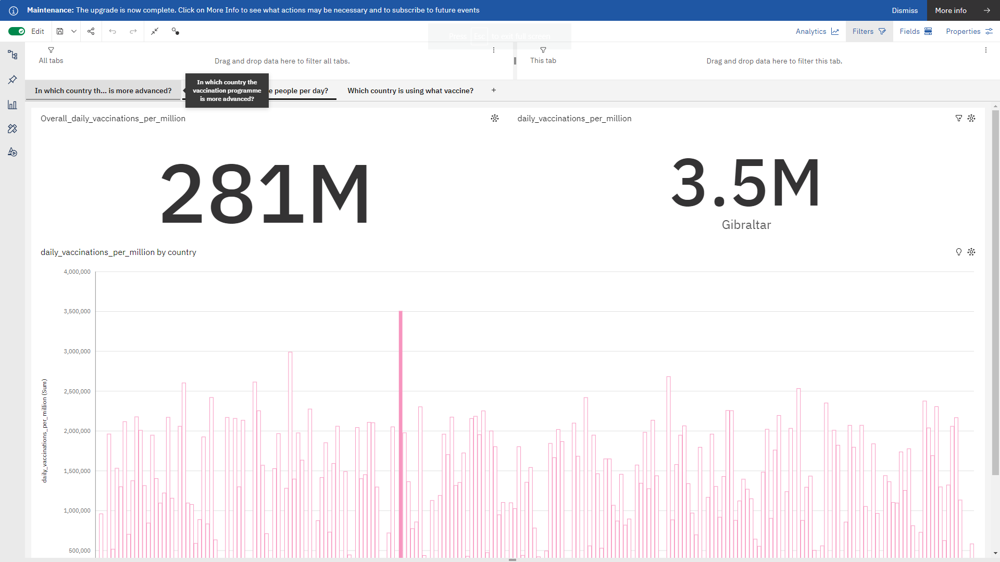 Maintenance: The upgrade is now complete. Click on More Info to see what actions may be necessary and to subscribe to future events
Dismiss
More info
Edit
Press Esc to exit full screen
Analytics
Filters
Fields
Properties
All tabs
Drag and drop data here to filter all tabs.
This tab
Drag and drop data here to filter this tab.
In which country th... is more advanced?
In which country the
vaccination programme
is more advanced?
e people per day?
Which country is using what vaccine?
+
Overall_daily_vaccinations_per_million
daily_vaccinations_per_million
281M
3.5M
Gibraltar
daily_vaccinations_per_million by country
daily_vaccinations_per_million (Sum)
4,000,000
3,500,000
3,000,000
2,500,000
2,000,000
1,500,000
1,000,000
500,000